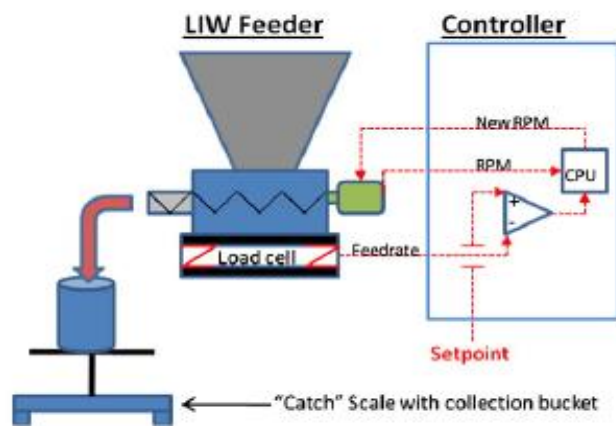 LIW Feeder
Controller
New RPM
RPM
CPU
+
-
Load cell
Feedrate
Setpoint
"Catch" Scale with collection bucket